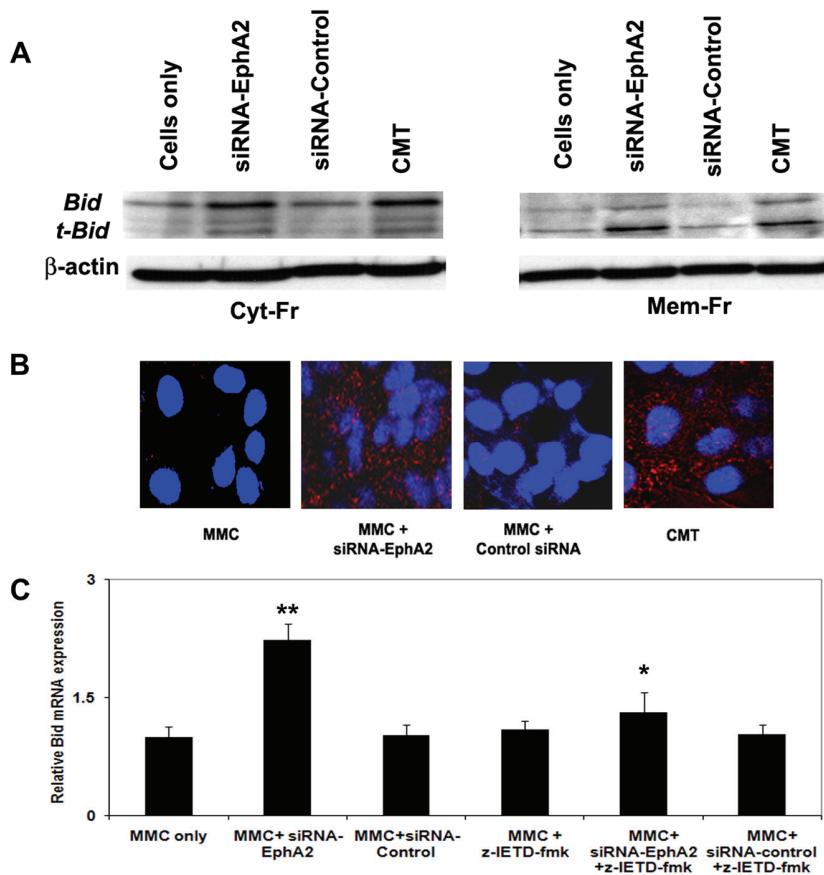 A
Cells only
siRNA-EphA2
siRNA-Control
CMT
Cells only
siRNA-EphA2
siRNA-Control
CMT
Bid
t-Bid
β-actin
Cyt-Fr
Mem-Fr
B
MMC
MMC +
siRNA-EphA2
MMC +
Control siRNA
CMT
C
Relative Bid mRNA expression
3
1.5
0
**
*
MMC only
MMC+ siRNA-
EphA2
MMC+siRNA-
Control
MMC +
z-IETD-fmk
MMC+
siRNA-EphA2
+z-IETD-fmk
MMC+
siRNA-control
+z-IETD-fmk